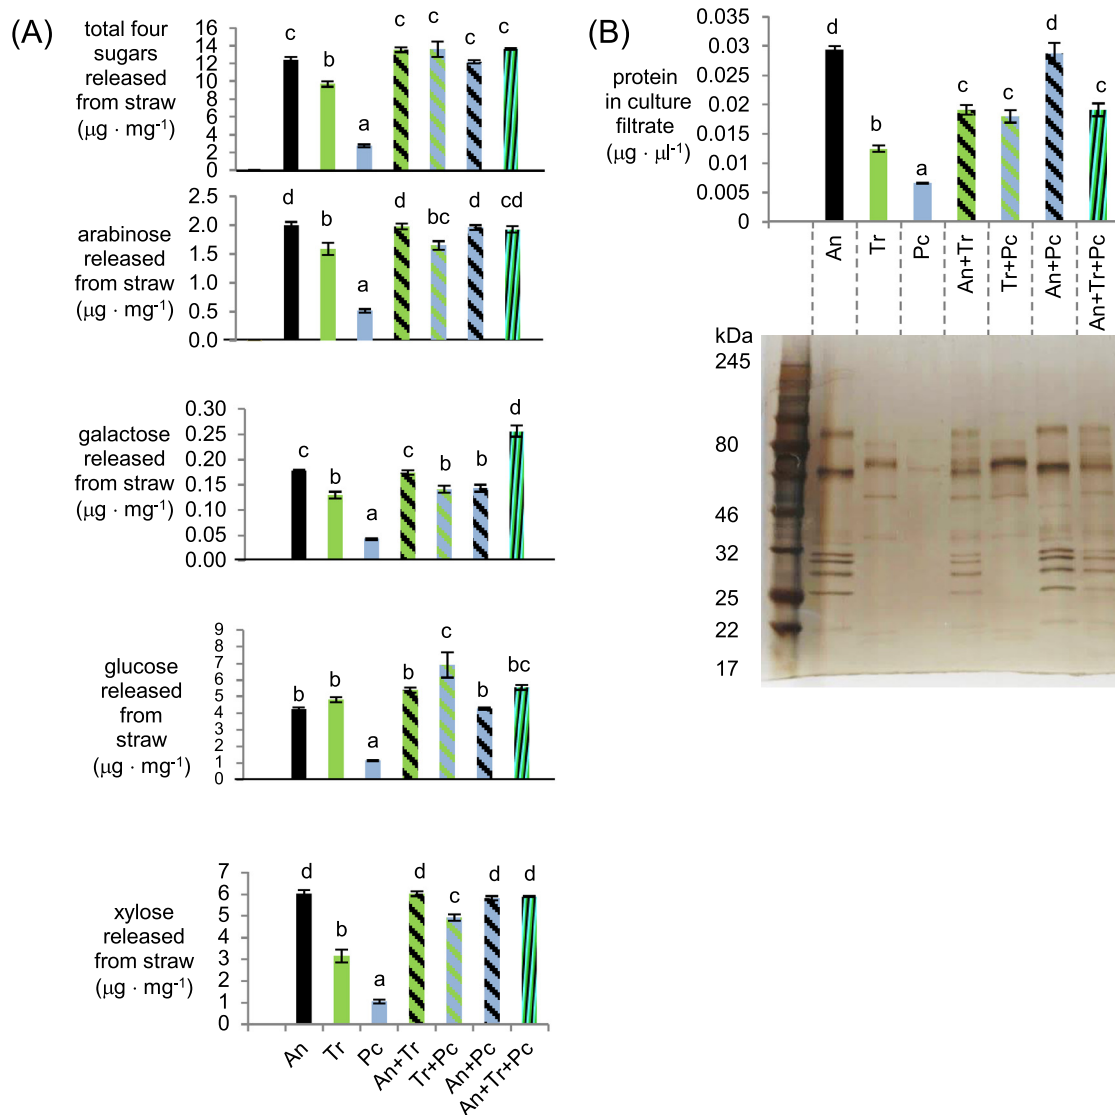 (A)
total four
sugars
released
from straw
(μg · mg-1)
16
14
12
10
8
6
4
2
0
c
b
a
c
c
c
c
arabinose
released
from straw
(μg · mg-1)
2.5
2.0
1.5
1.0
0.5
0.0
d
b
a
d
bc
d
cd
galactose
released
from straw
(μg · mg-1)
0.30
0.25
0.20
0.15
0.10
0.05
0.00
c
b
a
c
b
b
d
glucose
released
from
straw
(μg · mg-1)
9
8
7
6
5
4
3
2
1
0
b
b
a
b
c
b
bc
xylose
released
from straw
(μg · mg-1)
7
6
5
4
3
2
1
0
d
b
a
d
c
d
d
An
Tr
Pc
An+Tr
Tr+Pc
An+Pc
An+Tr+Pc
(B)
protein
in culture
filtrate
(μg · μl-1)
0.035
0.03
0.025
0.02
0.015
0.01
0.005
0
d
b
a
c
c
d
c
An
Tr
Pc
An+Tr
Tr+Pc
An+Pc
An+Tr+Pc
kDa
245
80
46
32
25
22
17